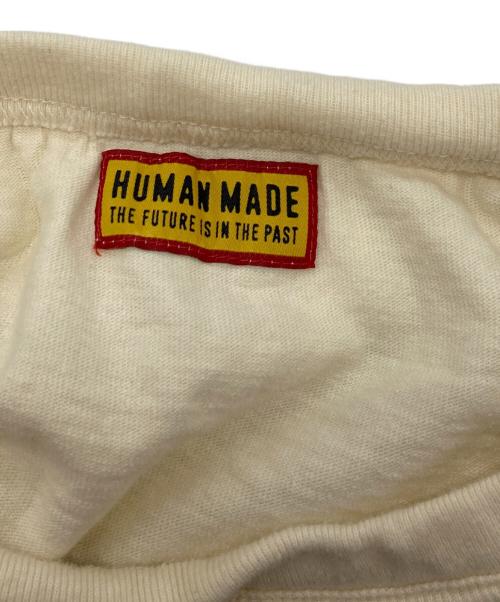 HUMAN MADE
THE FUTURE IS IN THE PAST